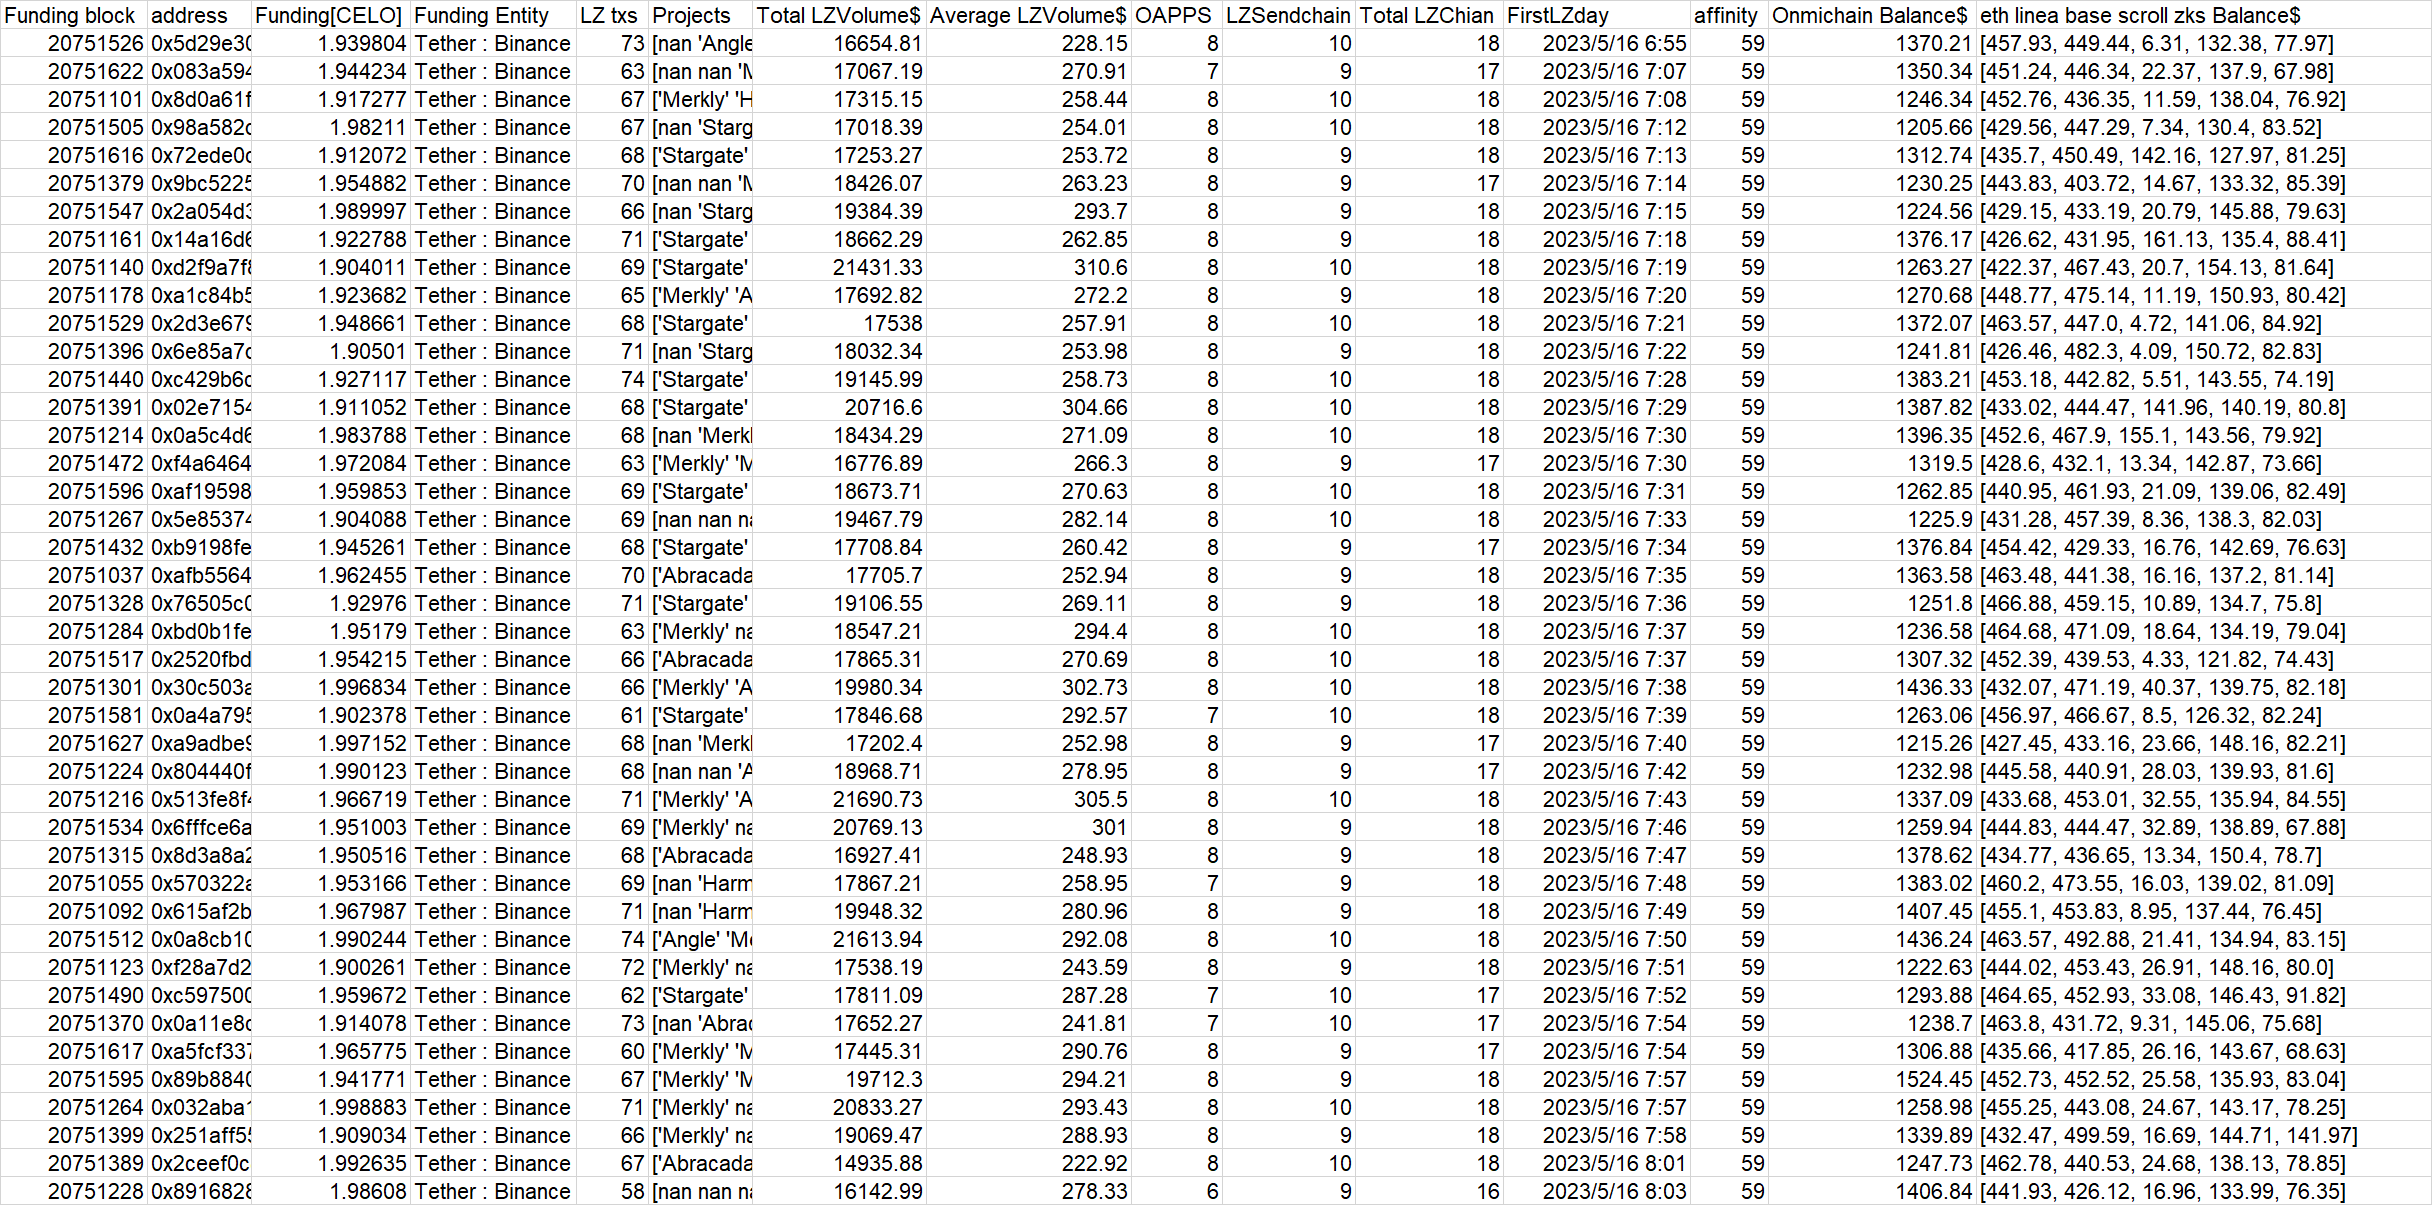 Funding block address Funding[CELO] Funding Entity LZ txs Projects Total LZVolume$ Average LZVolume$ OAPPS LZSendchain Total LZChian FirstLZday affinity Onmichain Balance$ eth linea base scroll zks Balance$
20751526 0x5d29e30 1.939804 Tether : Binance 73 [nan 'Angle 16654.81 228.15 8 10 18 2023/5/16 6:55 59 1370.21 [457.93, 449.44, 6.31, 132.38, 77.97]
20751622 0x083a594 1.944234 Tether : Binance 63 [nan nan 'M 17067.19 270.91 7 9 17 2023/5/16 7:07 59 1350.34 [451.24, 446.34, 22.37, 137.9, 67.98]
20751101 0x8d0a61f 1.917277 Tether : Binance 67 ['Merkly' 'H 17315.15 258.44 8 10 18 2023/5/16 7:08 59 1246.34 [452.76, 436.35, 11.59, 138.04, 76.92]
20751505 0x98a582c 1.98211 Tether : Binance 67 [nan 'Starg 17018.39 254.01 8 10 18 2023/5/16 7:12 59 1205.66 [429.56, 447.29, 7.34, 130.4, 83.52]
20751616 0x72ede0c 1.912072 Tether : Binance 68 ['Stargate' 17253.27 253.72 8 9 18 2023/5/16 7:13 59 1312.74 [435.7, 450.49, 142.16, 127.97, 81.25]
20751379 0x9bc5225 1.954882 Tether : Binance 70 [nan nan 'M 18426.07 263.23 8 9 17 2023/5/16 7:14 59 1230.25 [443.83, 403.72, 14.67, 133.32, 85.39]
20751547 0x2a054d3 1.989997 Tether : Binance 66 [nan 'Starg 19384.39 293.7 8 9 18 2023/5/16 7:15 59 1224.56 [429.15, 433.19, 20.79, 145.88, 79.63]
20751161 0x14a16d6 1.922788 Tether : Binance 71 ['Stargate' 18662.29 262.85 8 9 18 2023/5/16 7:18 59 1376.17 [426.62, 431.95, 161.13, 135.4, 88.41]
20751140 0xd2f9a7f8 1.904011 Tether : Binance 69 ['Stargate' 21431.33 310.6 8 10 18 2023/5/16 7:19 59 1263.27 [422.37, 467.43, 20.7, 154.13, 81.64]
20751178 0xa1c84b5 1.923682 Tether : Binance 65 ['Merkly' 'A 17692.82 272.2 8 9 18 2023/5/16 7:20 59 1270.68 [448.77, 475.14, 11.19, 150.93, 80.42]
20751529 0x2d3e679 1.948661 Tether : Binance 68 ['Stargate' 17538 257.91 8 10 18 2023/5/16 7:21 59 1372.07 [463.57, 447.0, 4.72, 141.06, 84.92]
20751396 0x6e85a7c 1.90501 Tether : Binance 71 [nan 'Starg 18032.34 253.98 8 9 18 2023/5/16 7:22 59 1241.81 [426.46, 482.3, 4.09, 150.72, 82.83]
20751440 0xc429b6c 1.927117 Tether : Binance 74 ['Stargate' 19145.99 258.73 8 10 18 2023/5/16 7:28 59 1383.21 [453.18, 442.82, 5.51, 143.55, 74.19]
20751391 0x02e7154 1.911052 Tether : Binance 68 ['Stargate' 20716.6 304.66 8 10 18 2023/5/16 7:29 59 1387.82 [433.02, 444.47, 141.96, 140.19, 80.8]
20751214 0x0a5c4d6 1.983788 Tether : Binance 68 [nan 'Merkl 18434.29 271.09 8 10 18 2023/5/16 7:30 59 1396.35 [452.6, 467.9, 155.1, 143.56, 79.92]
20751472 0xf4a6464 1.972084 Tether : Binance 63 ['Merkly' 'M 16776.89 266.3 8 9 17 2023/5/16 7:30 59 1319.5 [428.6, 432.1, 13.34, 142.87, 73.66]
20751596 0xaf19598 1.959853 Tether : Binance 69 ['Stargate' 18673.71 270.63 8 10 18 2023/5/16 7:31 59 1262.85 [440.95, 461.93, 21.09, 139.06, 82.49]
20751267 0x5e85374 1.904088 Tether : Binance 69 [nan nan na 19467.79 282.14 8 10 18 2023/5/16 7:33 59 1225.9 [431.28, 457.39, 8.36, 138.3, 82.03]
20751432 0xb9198fe 1.945261 Tether : Binance 68 ['Stargate' 17708.84 260.42 8 9 17 2023/5/16 7:34 59 1376.84 [454.42, 429.33, 16.76, 142.69, 76.63]
20751037 0xafb5564 1.962455 Tether : Binance 70 ['Abracada 17705.7 252.94 8 9 18 2023/5/16 7:35 59 1363.58 [463.48, 441.38, 16.16, 137.2, 81.14]
20751328 0x76505c0 1.92976 Tether : Binance 71 ['Stargate' 19106.55 269.11 8 9 18 2023/5/16 7:36 59 1251.8 [466.88, 459.15, 10.89, 134.7, 75.8]
20751284 0xbd0b1fe 1.95179 Tether : Binance 63 ['Merkly' na 18547.21 294.4 8 10 18 2023/5/16 7:37 59 1236.58 [464.68, 471.09, 18.64, 134.19, 79.04]
20751517 0x2520fbd 1.954215 Tether : Binance 66 ['Abracada 17865.31 270.69 8 10 18 2023/5/16 7:37 59 1307.32 [452.39, 439.53, 4.33, 121.82, 74.43]
20751301 0x30c503a 1.996834 Tether : Binance 66 ['Merkly' 'A 19980.34 302.73 8 10 18 2023/5/16 7:38 59 1436.33 [432.07, 471.19, 40.37, 139.75, 82.18]
20751581 0x0a4a795 1.902378 Tether : Binance 61 ['Stargate' 17846.68 292.57 7 10 18 2023/5/16 7:39 59 1263.06 [456.97, 466.67, 8.5, 126.32, 82.24]
20751627 0xa9adbe9 1.997152 Tether : Binance 68 [nan 'Merkl 17202.4 252.98 8 9 17 2023/5/16 7:40 59 1215.26 [427.45, 433.16, 23.66, 148.16, 82.21]
20751224 0x804440f 1.990123 Tether : Binance 68 [nan nan 'A 18968.71 278.95 8 9 17 2023/5/16 7:42 59 1232.98 [445.58, 440.91, 28.03, 139.93, 81.6]
20751216 0x513fe8f4 1.966719 Tether : Binance 71 ['Merkly' 'A 21690.73 305.5 8 10 18 2023/5/16 7:43 59 1337.09 [433.68, 453.01, 32.55, 135.94, 84.55]
20751534 0x6fffce6a 1.951003 Tether : Binance 69 ['Merkly' na 20769.13 301 8 9 18 2023/5/16 7:46 59 1259.94 [444.83, 444.47, 32.89, 138.89, 67.88]
20751315 0x8d3a8a2 1.950516 Tether : Binance 68 ['Abracada 16927.41 248.93 8 9 18 2023/5/16 7:47 59 1378.62 [434.77, 436.65, 13.34, 150.4, 78.7]
20751055 0x570322a 1.953166 Tether : Binance 69 [nan 'Harm 17867.21 258.95 7 9 18 2023/5/16 7:48 59 1383.02 [460.2, 473.55, 16.03, 139.02, 81.09]
20751092 0x615af2b 1.967987 Tether : Binance 71 [nan 'Harm 19948.32 280.96 8 9 18 2023/5/16 7:49 59 1407.45 [455.1, 453.83, 8.95, 137.44, 76.45]
20751512 0x0a8cb10 1.990244 Tether : Binance 74 ['Angle' 'Me 21613.94 292.08 8 10 18 2023/5/16 7:50 59 1436.24 [463.57, 492.88, 21.41, 134.94, 83.15]
20751123 0xf28a7d2 1.900261 Tether : Binance 72 ['Merkly' na 17538.19 243.59 8 9 18 2023/5/16 7:51 59 1222.63 [444.02, 453.43, 26.91, 148.16, 80.0]
20751490 0xc597500 1.959672 Tether : Binance 62 ['Stargate' 17811.09 287.28 7 10 17 2023/5/16 7:52 59 1293.88 [464.65, 452.93, 33.08, 146.43, 91.82]
20751370 0x0a11e8c 1.914078 Tether : Binance 73 [nan 'Abrac 17652.27 241.81 7 10 17 2023/5/16 7:54 59 1238.7 [463.8, 431.72, 9.31, 145.06, 75.68]
20751617 0xa5fcf337 1.965775 Tether : Binance 60 ['Merkly' 'M 17445.31 290.76 8 9 17 2023/5/16 7:54 59 1306.88 [435.66, 417.85, 26.16, 143.67, 68.63]
20751595 0x89b8840 1.941771 Tether : Binance 67 ['Merkly' 'M 19712.3 294.21 8 9 18 2023/5/16 7:57 59 1524.45 [452.73, 452.52, 25.58, 135.93, 83.04]
20751264 0x032aba1 1.998883 Tether : Binance 71 ['Merkly' na 20833.27 293.43 8 10 18 2023/5/16 7:57 59 1258.98 [455.25, 443.08, 24.67, 143.17, 78.25]
20751399 0x251aff55 1.909034 Tether : Binance 66 ['Merkly' na 19069.47 288.93 8 9 18 2023/5/16 7:58 59 1339.89 [432.47, 499.59, 16.69, 144.71, 141.97]
20751389 0x2ceef0c 1.992635 Tether : Binance 67 ['Abracada 14935.88 222.92 8 10 18 2023/5/16 8:01 59 1247.73 [462.78, 440.53, 24.68, 138.13, 78.85]
20751228 0x8916828 1.98608 Tether : Binance 58 [nan nan na 16142.99 278.33 6 9 16 2023/5/16 8:03 59 1406.84 [441.93, 426.12, 16.96, 133.99, 76.35]